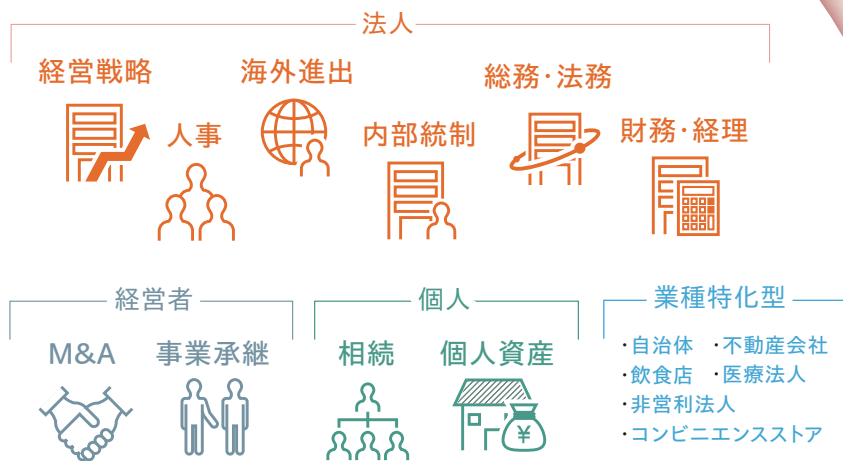 法人
経営戦略
人事
海外進出
内部統制
総務・法務
財務・経理
経営者
M&A
事業承継
個人
相続
個人資産
¥
業種特化型
・自治体 ・不動産会社
・飲食店 ・医療法人
・非営利法人
・コンビニエンスストア